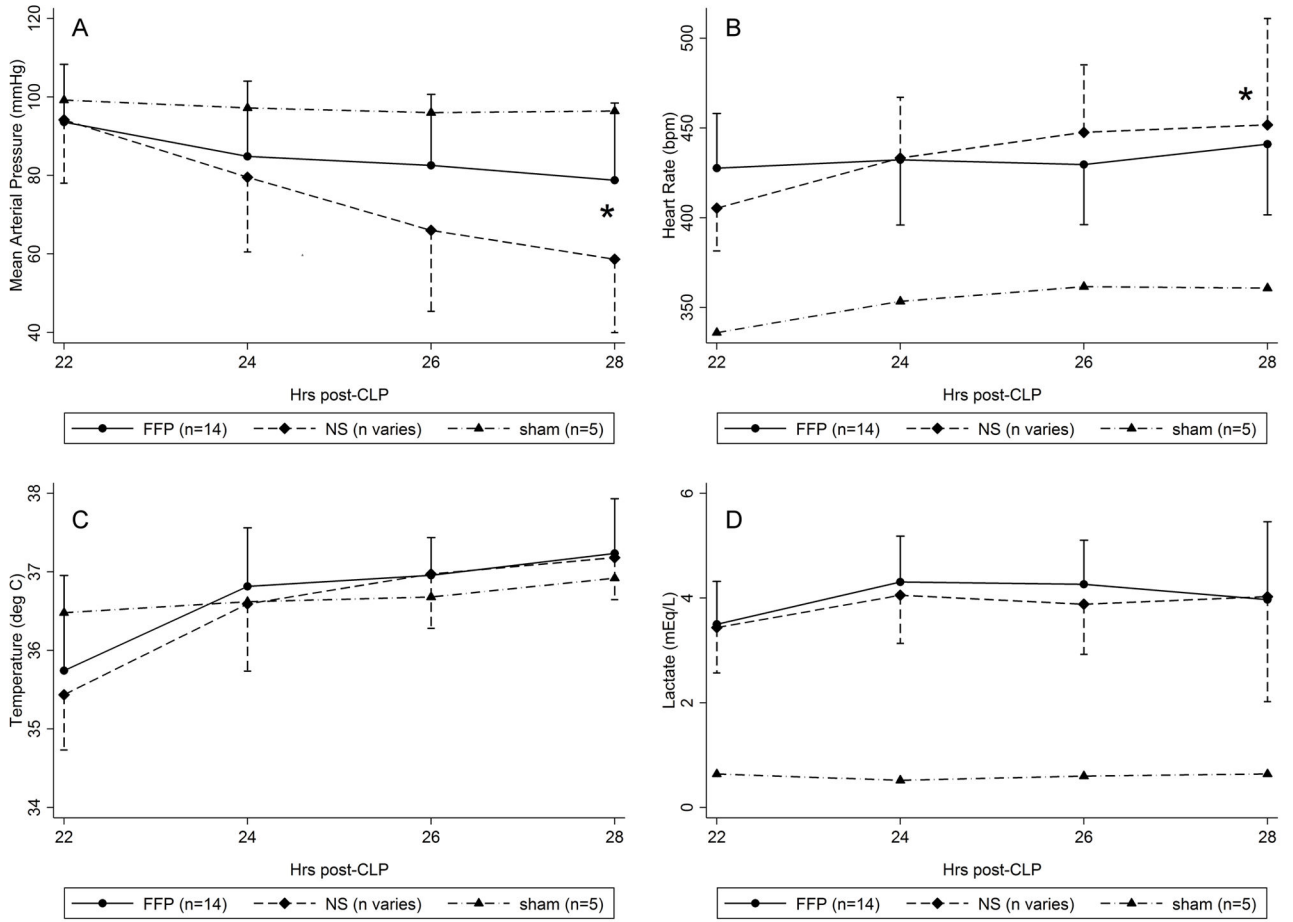 A
Mean Arterial Pressure (mmHg)
120
100
80
60
40
*
22 24 26 28
Hrs post-CLP
FFP (n=14) NS (n varies) sham (n=5)
B
Heart Rate (bpm)
500
450
400
350
*
22 24 26 28
Hrs post-CLP
FFP (n=14) NS (n varies) sham (n=5)
C
Temperature (deg C)
38
37
36
35
34
22 24 26 28
Hrs post-CLP
FFP (n=14) NS (n varies) sham (n=5)
D
Lactate (mEq/L)
6
4
2
0
22 24 26 28
Hrs post-CLP
FFP (n=14) NS (n varies) sham (n=5)